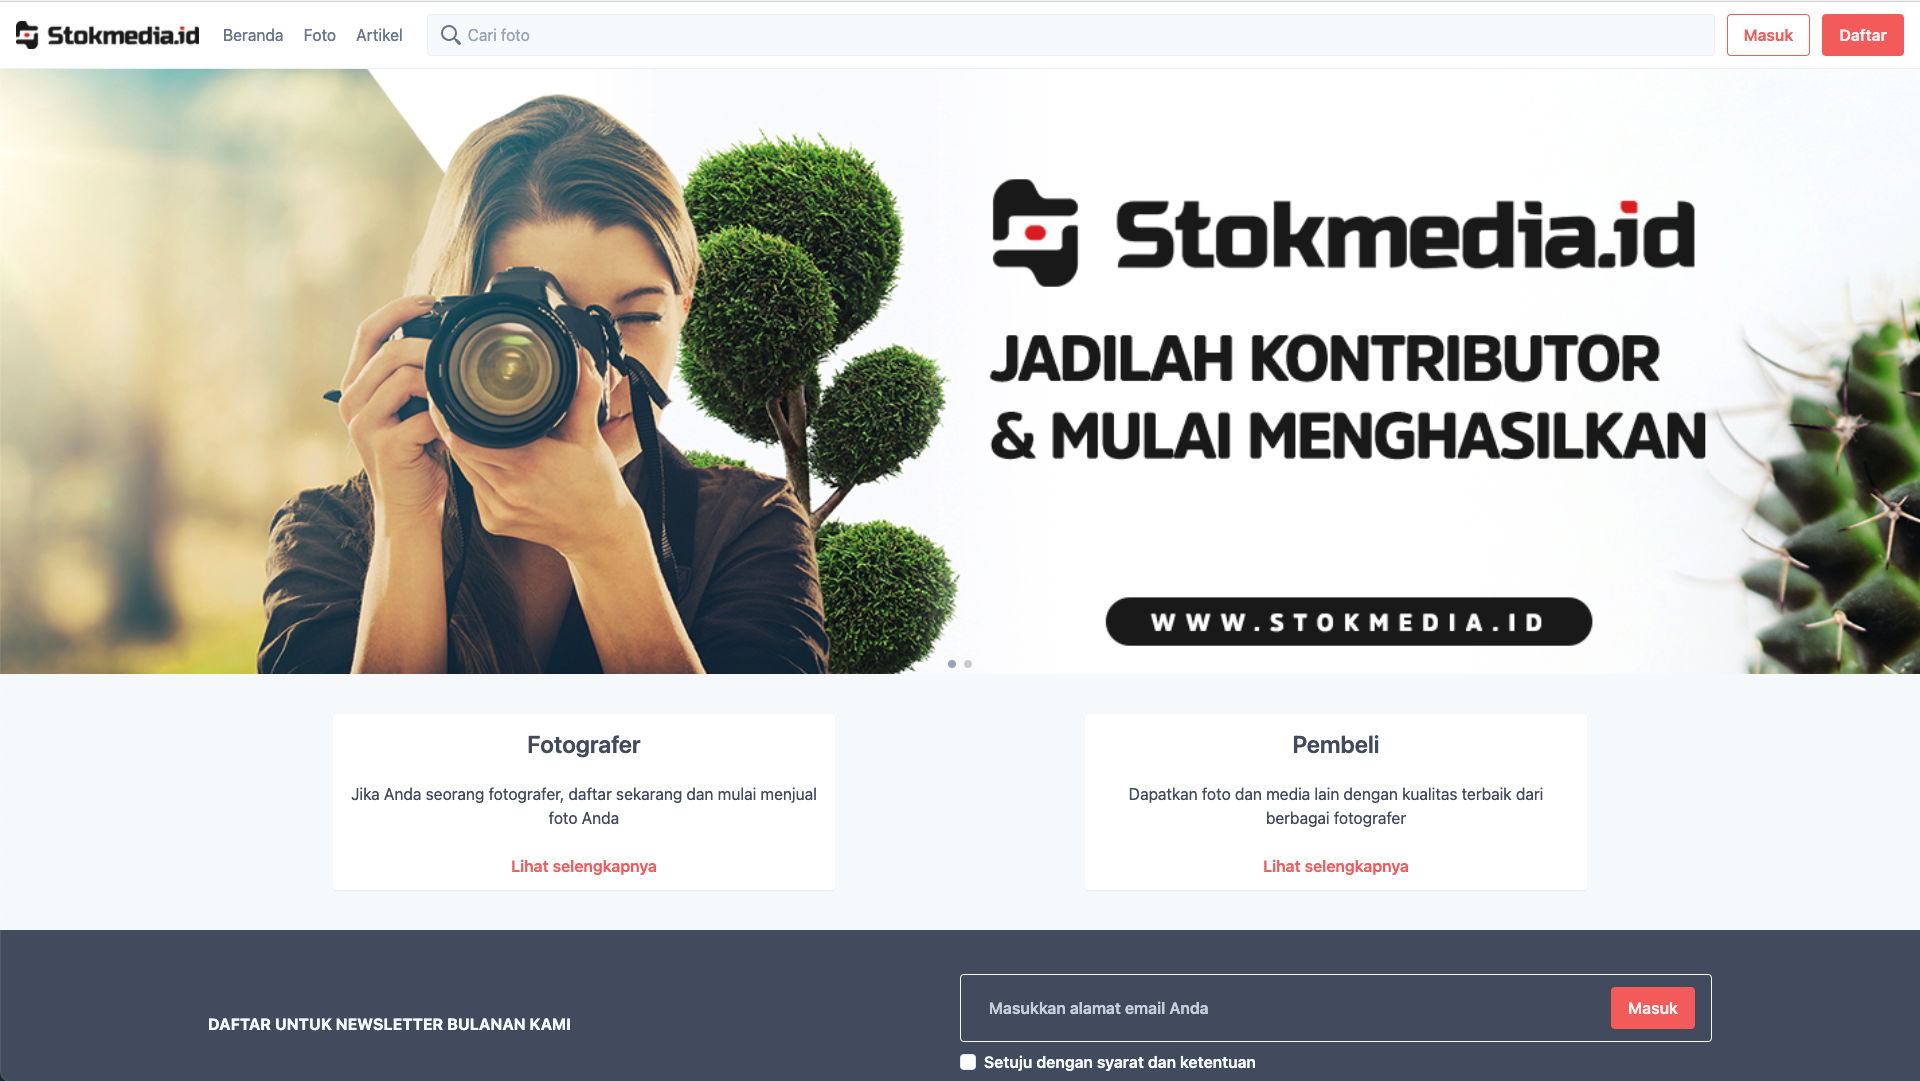 Stokmedia.id
Beranda
Foto
Artikel
Cari foto
Masuk
Daftar
Stokmedia.id
JADILAH KONTRIBUTOR
& MULAI MENGHASILKAN
WWW.STOKMEDIA.ID
Fotografer
Jika Anda seorang fotografer, daftar sekarang dan mulai menjual
foto Anda
Lihat selengkapnya
Pembeli
Dapatkan foto dan media lain dengan kualitas terbaik dari
berbagai fotografer
Lihat selengkapnya
DAFTAR UNTUK NEWSLETTER BULANAN KAMI
Masukkan alamat email Anda
Masuk
Setuju dengan syarat dan ketentuan